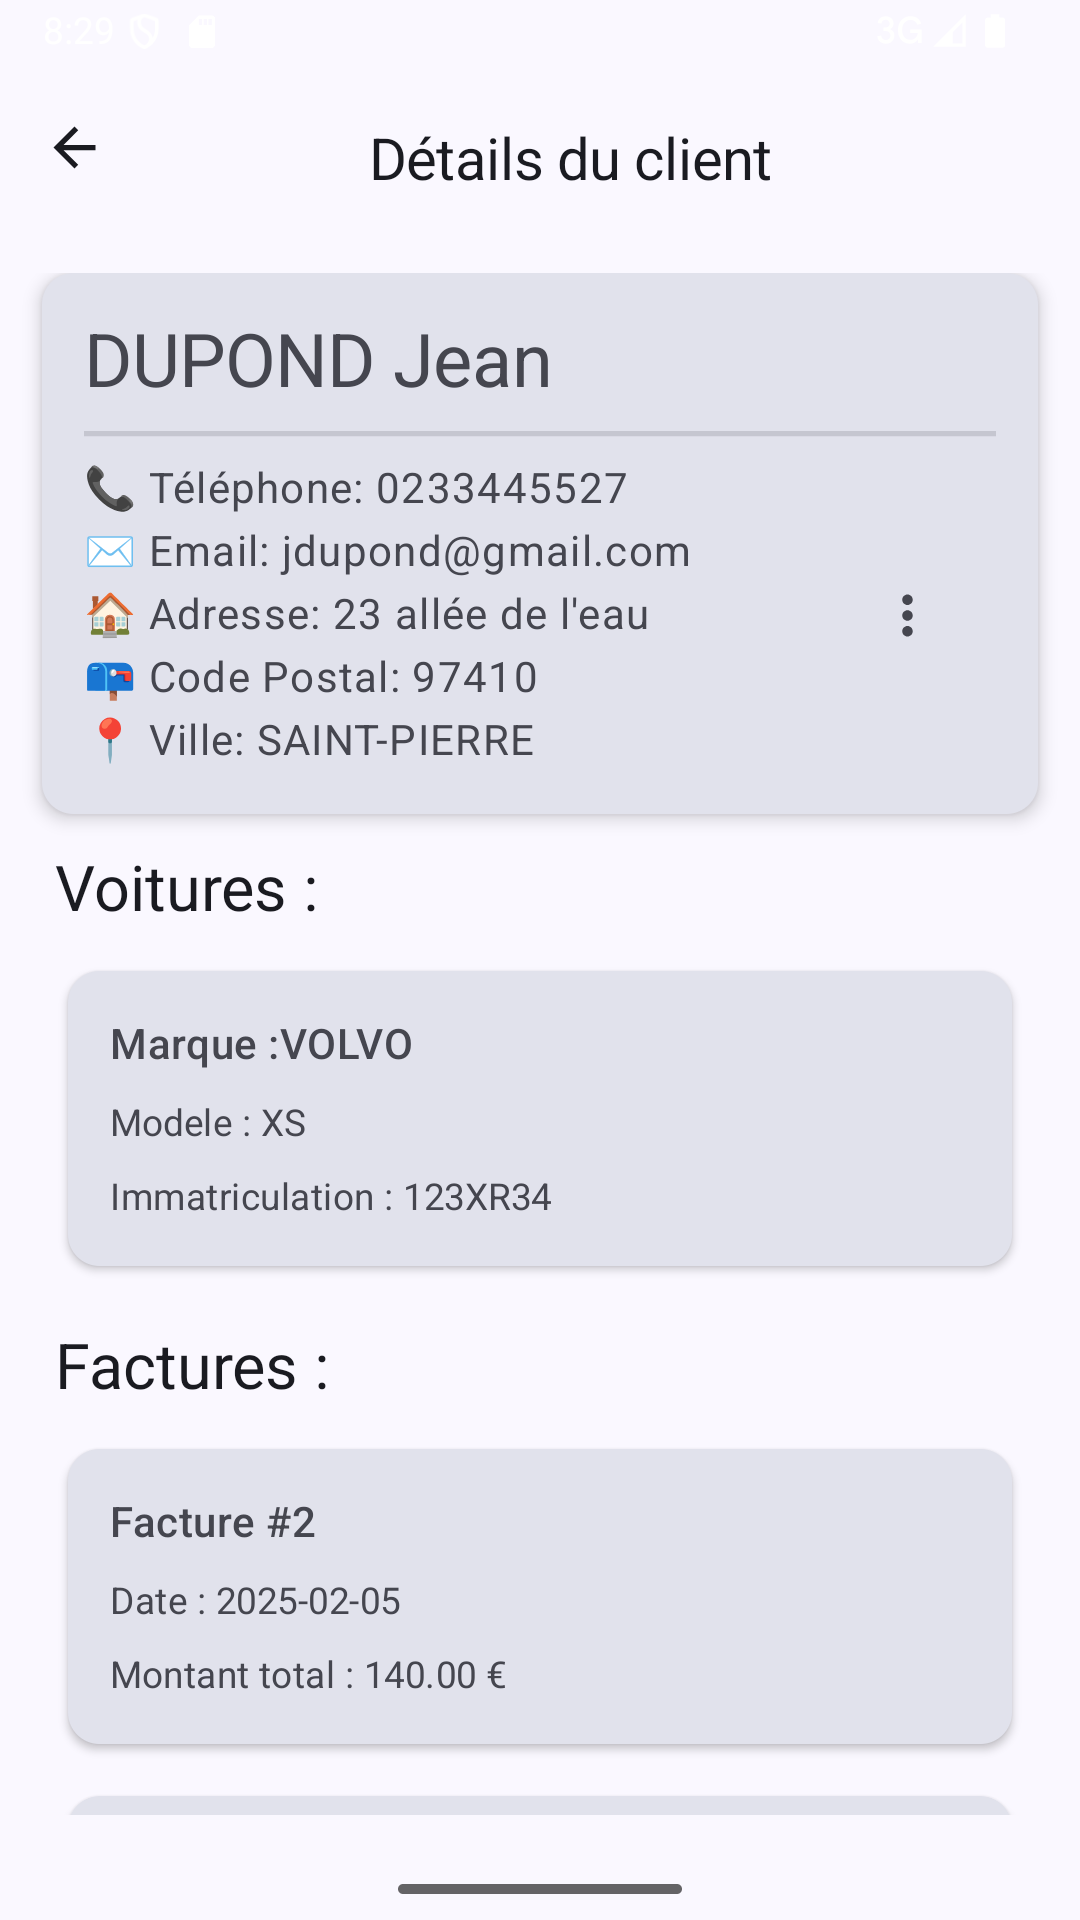 8:29
3G
Détails du client
DUPOND Jean
📞 Téléphone: 0233445527
✉️ Email: jdupond@gmail.com
🏠 Adresse: 23 allée de l'eau
📪 Code Postal: 97410
📍 Ville: SAINT-PIERRE
Voitures :
Marque :VOLVO
Modele : XS
Immatriculation : 123XR34
Factures :
Facture #2
Date : 2025-02-05
Montant total : 140.00 €